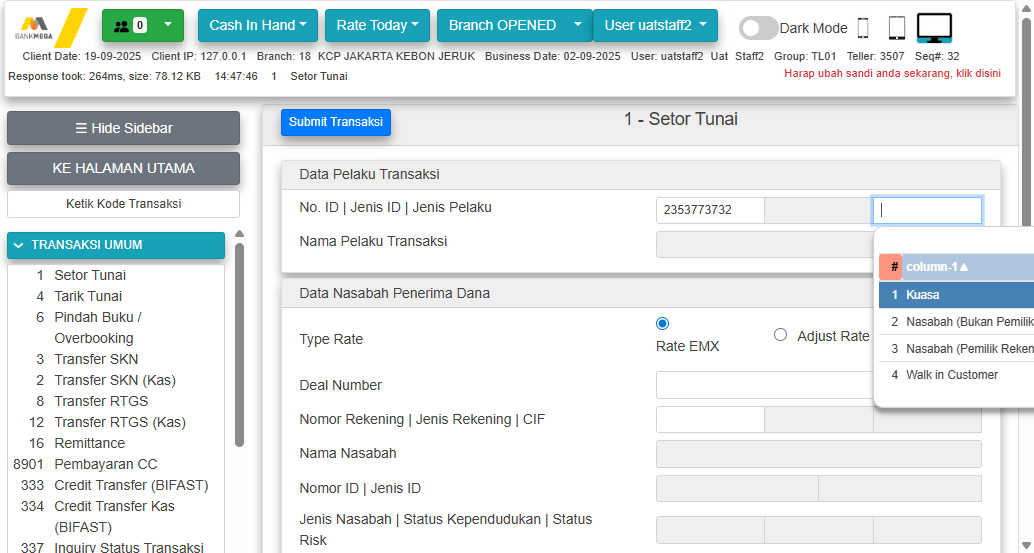 BANK MEGA
0
Cash In Hand
Rate Today
Branch OPENED
User uatstaff2
Dark Mode
Client Date: 19-09-2025 Client IP: 127.0.0.1 Branch: 18 KCP JAKARTA KEBON JERUK Business Date: 02-09-2025 User: uatstaff2 Uat Staff2 Group: TL01 Teller: 3507 Seq#: 32
Response took: 264ms, size: 78.12 KB 14:47:46 1 Setor Tunai
Harap ubah sandi anda sekarang, klik disini
☰ Hide Sidebar
KE HALAMAN UTAMA
Ketik Kode Transaksi
TRANSAKSI UMUM
1 Setor Tunai
4 Tarik Tunai
6 Pindah Buku /
Overbooking
3 Transfer SKN
2 Transfer SKN (Kas)
8 Transfer RTGS
12 Transfer RTGS (Kas)
16 Remittance
8901 Pembayaran CC
333 Credit Transfer (BIFAST)
334 Credit Transfer Kas
(BIFAST)
337 Inquiry Status Transaksi
Submit Transaksi
1 - Setor Tunai
Data Pelaku Transaksi
No. ID | Jenis ID | Jenis Pelaku
2353773732
Nama Pelaku Transaksi
# column-1▲
1 Kuasa
2 Nasabah (Bukan Pemilik
3 Nasabah (Pemilik Reken
4 Walk in Customer
Data Nasabah Penerima Dana
Type Rate
Rate EMX
Adjust Rate
Deal Number
Nomor Rekening | Jenis Rekening | CIF
Nama Nasabah
Nomor ID | Jenis ID
Jenis Nasabah | Status Kependudukan | Status
Risk